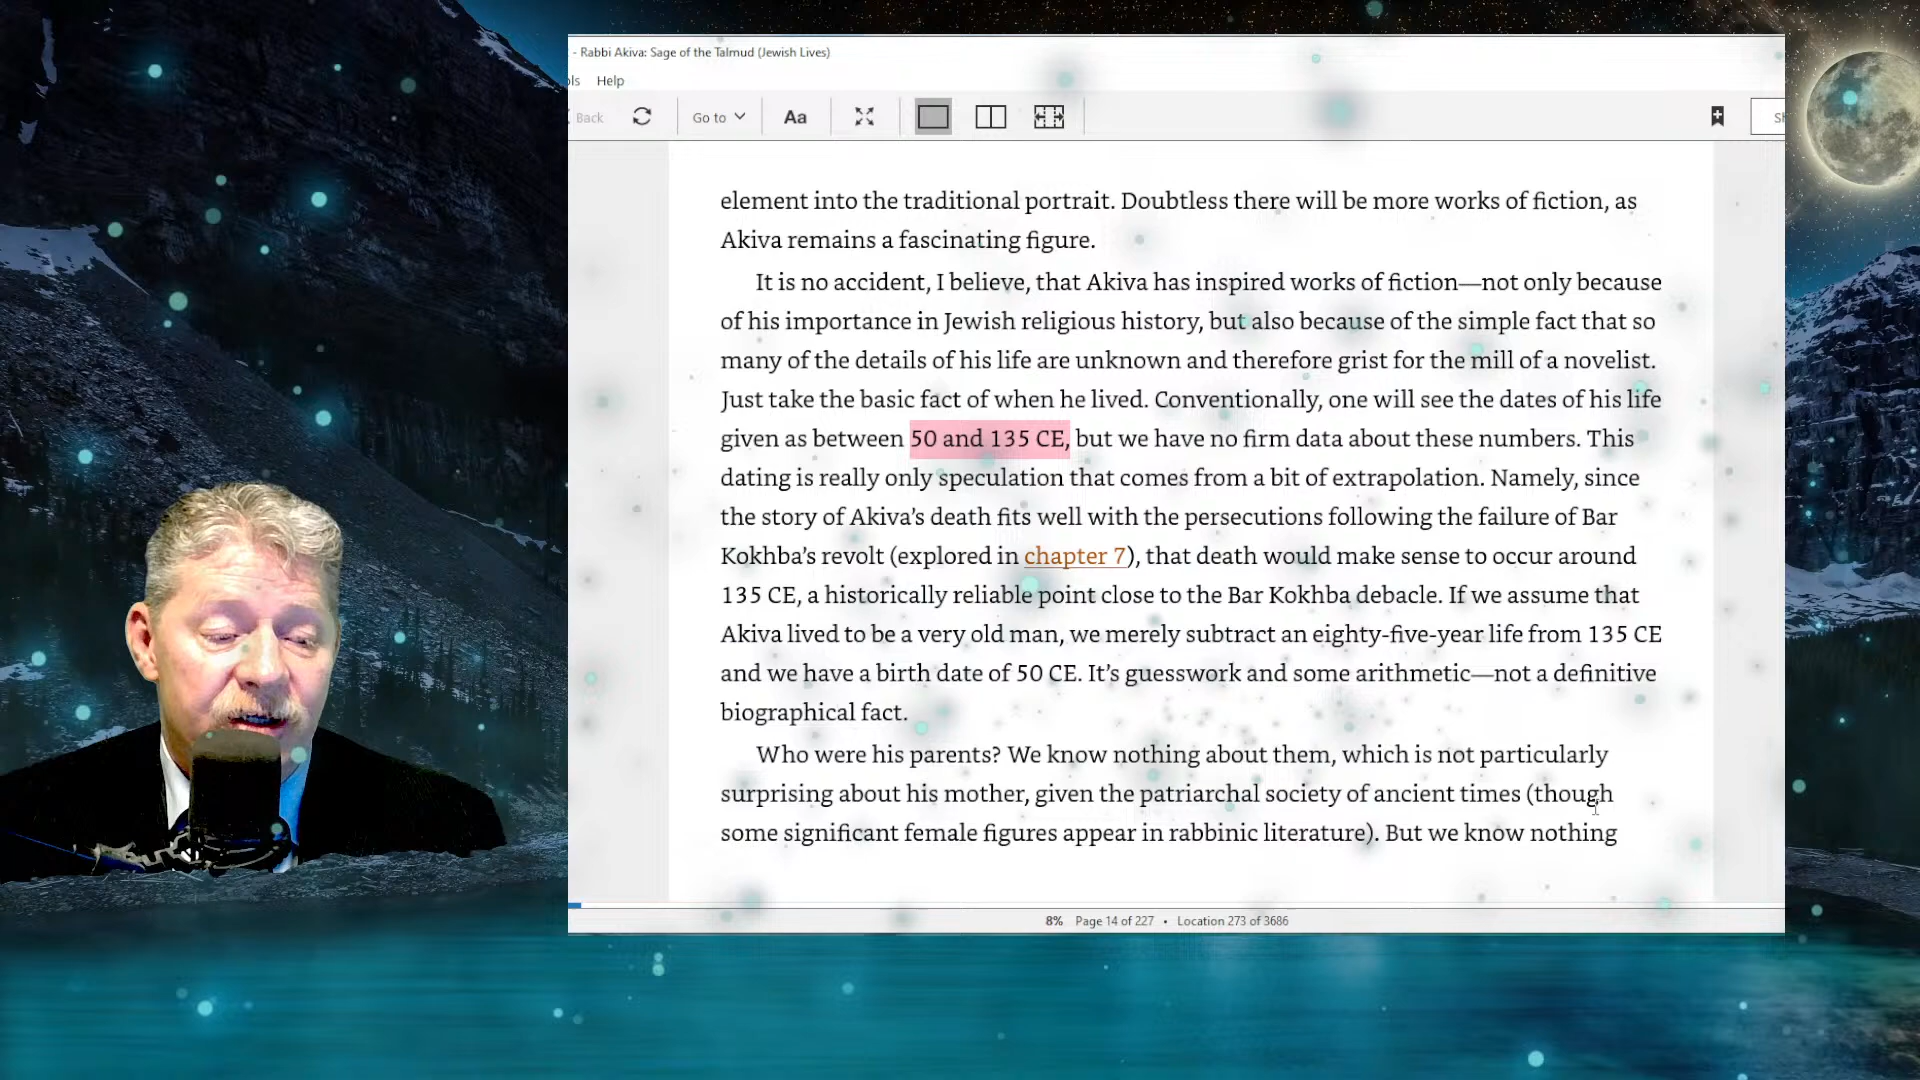 - Rabbi Akiva: Sage of the Talmud (Jewish Lives)
ols Help
Back Go to Aa
element into the traditional portrait. Doubtless there will be more works of fiction, as
Akiva remains a fascinating figure.
It is no accident, I believe, that Akiva has inspired works of fiction—not only because
of his importance in Jewish religious history, but also because of the simple fact that so
many of the details of his life are unknown and therefore grist for the mill of a novelist.
Just take the basic fact of when he lived. Conventionally, one will see the dates of his life
given as between 50 and 135 CE, but we have no firm data about these numbers. This
dating is really only speculation that comes from a bit of extrapolation. Namely, since
the story of Akiva’s death fits well with the persecutions following the failure of Bar
Kokhba’s revolt (explored in chapter 7), that death would make sense to occur around
135 CE, a historically reliable point close to the Bar Kokhba debacle. If we assume that
Akiva lived to be a very old man, we merely subtract an eighty-five-year life from 135 CE
and we have a birth date of 50 CE. It’s guesswork and some arithmetic—not a definitive
biographical fact.
Who were his parents? We know nothing about them, which is not particularly
surprising about his mother, given the patriarchal society of ancient times (though
some significant female figures appear in rabbinic literature). But we know nothing
8% Page 14 of 227 • Location 273 of 3686